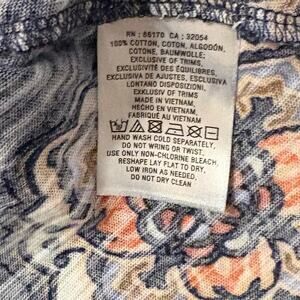 RN : 66170 CA : 32054
100% COTTON, COTON, ALGODÓN,
COTONE, BAUMWOLLE;
EXCLUSIVE OF TRIMS
EXCLUSIVITÉ DES ÉQUILIBRES,
EXCLUSIVA DE AJUSTES, ESCLUSIVA
LONTANO DISPOSIZIONI,
EXKLUSIV OF TRIMS
MADE IN VIETNAM
HECHO EN VIETNAM
FABRIQUÉ AU VIETNAM
HAND WASH COLD SEPARATELY,
DO NOT WRING OR TWIST.
USE ONLY NON-CHLORINE BLEACH,
RESHAPE LAY FLAT TO DRY.
LOW IRON AS NEEDED.
DO NOT DRY CLEAN